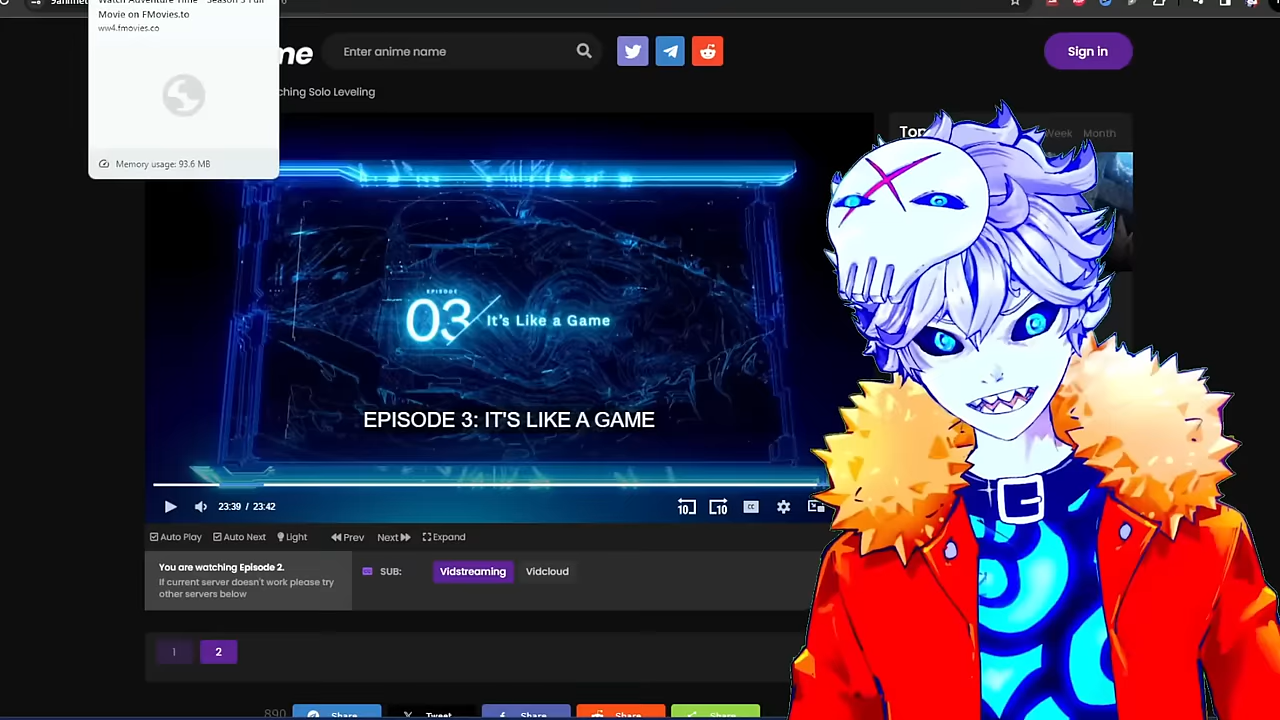 9anime
Watch Adventure Time - Season 5 Full
Movie on FMovies.to
ww4.fmovies.co
Memory usage: 93.6 MB
me
Enter anime name
Sign in
ching Solo Leveling
Top
Week
Month
EPISODE
03
It's Like a Game
EPISODE 3: IT'S LIKE A GAME
23:39 / 23:42
10
10
CC
Auto Play
Auto Next
Light
Prev
Next
Expand
You are watching Episode 2.
If current server doesn't work please try
other servers below
SUB:
Vidstreaming
Vidcloud
1
2
890
Share
Tweet
Share
Share
Share